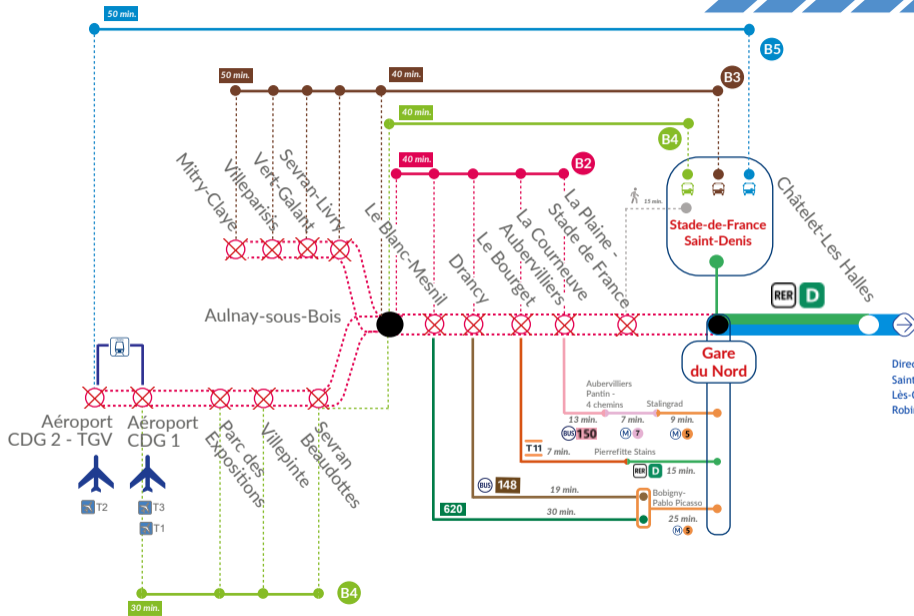 50 min.
B5
50 min.
40 min.
B3
40 min.
B4
40 min.
B2
Mitry-Claye
Villeparisis
Vert-Galant
Sevran-Livry
Le Blanc-Mesnil
Drancy
Le Bourget
La Courneuve
Aubervilliers
La Plaine -
Stade de France
15 min.
Stade-de-France
Saint-Denis
Châtelet-Les Halles
RER D
Aulnay-sous-Bois
Gare
du Nord
Direc
Saint
Lès-C
Robin
Aéroport
CDG 2 - TGV
Aéroport
CDG 1
Parc des
Expositions
Villepinte
Sevran
Beaudottes
T2
T3
T1
Aubervilliers
Pantin -
4 chemins
Stalingrad
13 min.
7 min.
9 min.
BUS 150
M 7
M 5
T11
7 min.
Pierrefitte Stains
RER D 15 min.
BUS 148
19 min.
Bobigny-
Pablo Picasso
620
30 min.
25 min.
M 5
30 min.
B4